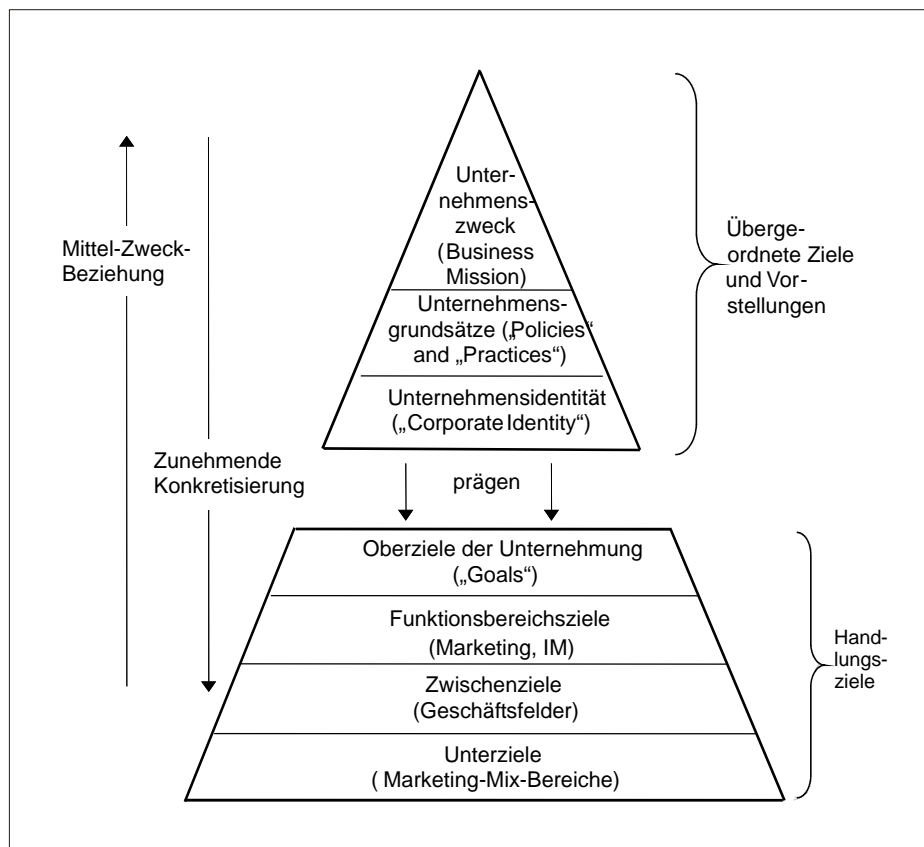 Unter-
nehmens-
zweck
(Business
Mission)
Unternehmens-
grundsätze („Policies“
and „Practices“)
Unternehmensidentität
(„Corporate Identity“)
Überge-
ordnete Ziele
und Vor-
stellungen
Mittel-Zweck-
Beziehung
Zunehmende
Konkretisierung
prägen
Oberziele der Unternehmung
(„Goals“)
Funktionsbereichsziele
(Marketing, IM)
Zwischenziele
(Geschäftsfelder)
Unterziele
( Marketing-Mix-Bereiche)
Hand-
lungs-
ziele